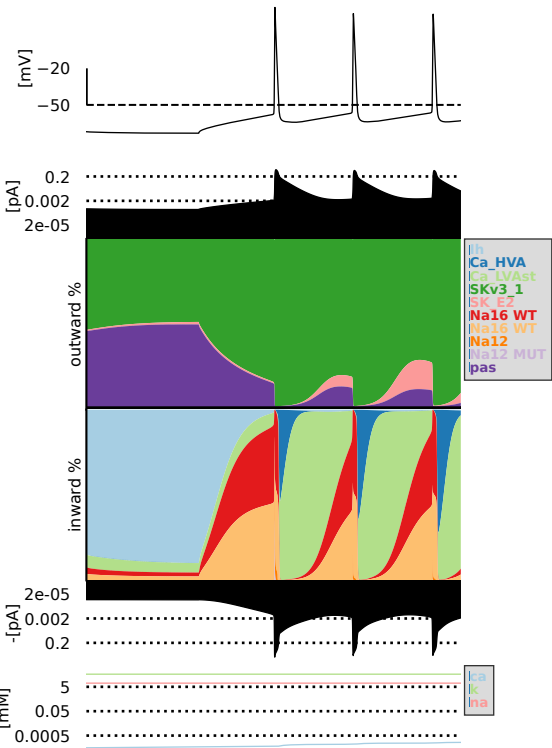 [mV]
−20
−50
[pA]
0.2
0.002
2e-05
outward %
Ih
Ca_HVA
Ca_LVAst
SKv3_1
SK_E2
Na16 WT
Na16 WT
Na12
Na12 MUT
pas
inward %
-[pA]
2e-05
0.002
0.2
[mM]
5
0.05
0.0005
ca
k
na